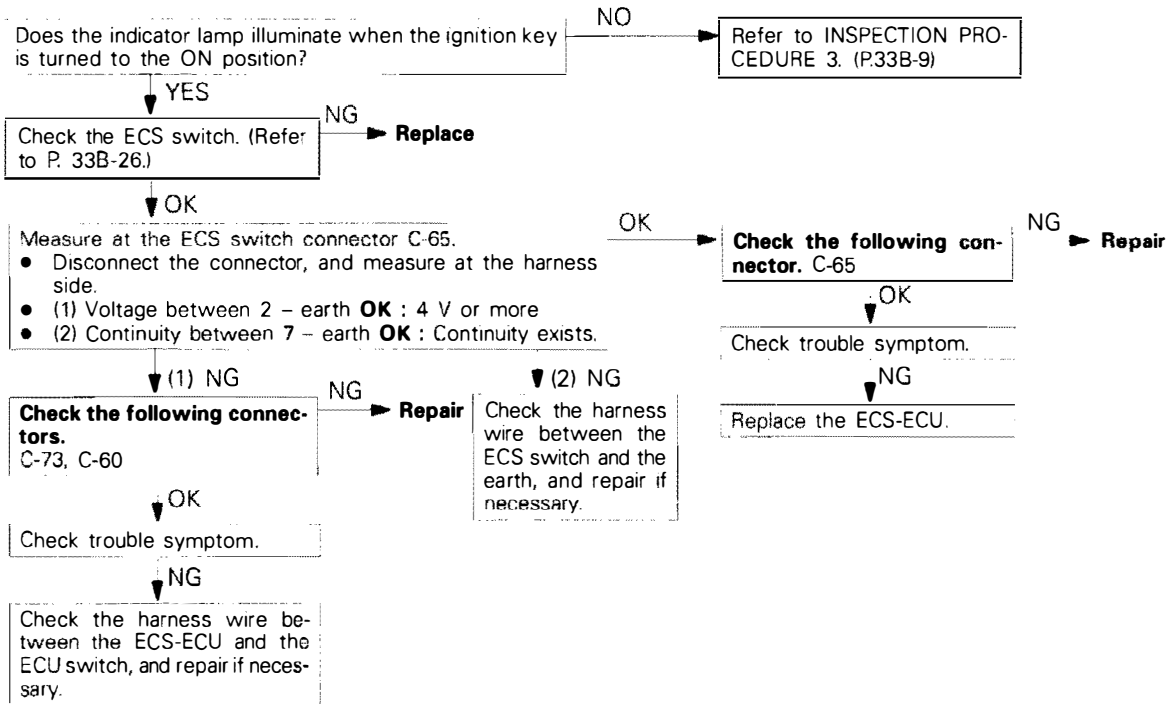 Does the indicator lamp illuminate when the ignition key
is turned to the ON position?
NO
Refer to INSPECTION PRO-
CEDURE 3. (P.33B-9)
YES
Check the ECS switch. (Refer
to P. 33B-26.)
NG
Replace
OK
Measure at the ECS switch connector C-65.
● Disconnect the connector, and measure at the harness
side.
● (1) Voltage between 2 – earth OK : 4 V or more
● (2) Continuity between 7 – earth OK : Continuity exists.
OK
Check the following con-
nector. C-65
NG
Repair
OK
Check trouble symptom.
NG
Replace the ECS-ECU.
(1) NG
Check the following connec-
tors.
C-73, C-60
NG
Repair
(2) NG
Check the harness
wire between the
ECS switch and the
earth, and repair if
necessary.
OK
Check trouble symptom.
NG
Check the harness wire be-
tween the ECS-ECU and the
ECU switch, and repair if neces-
sary.